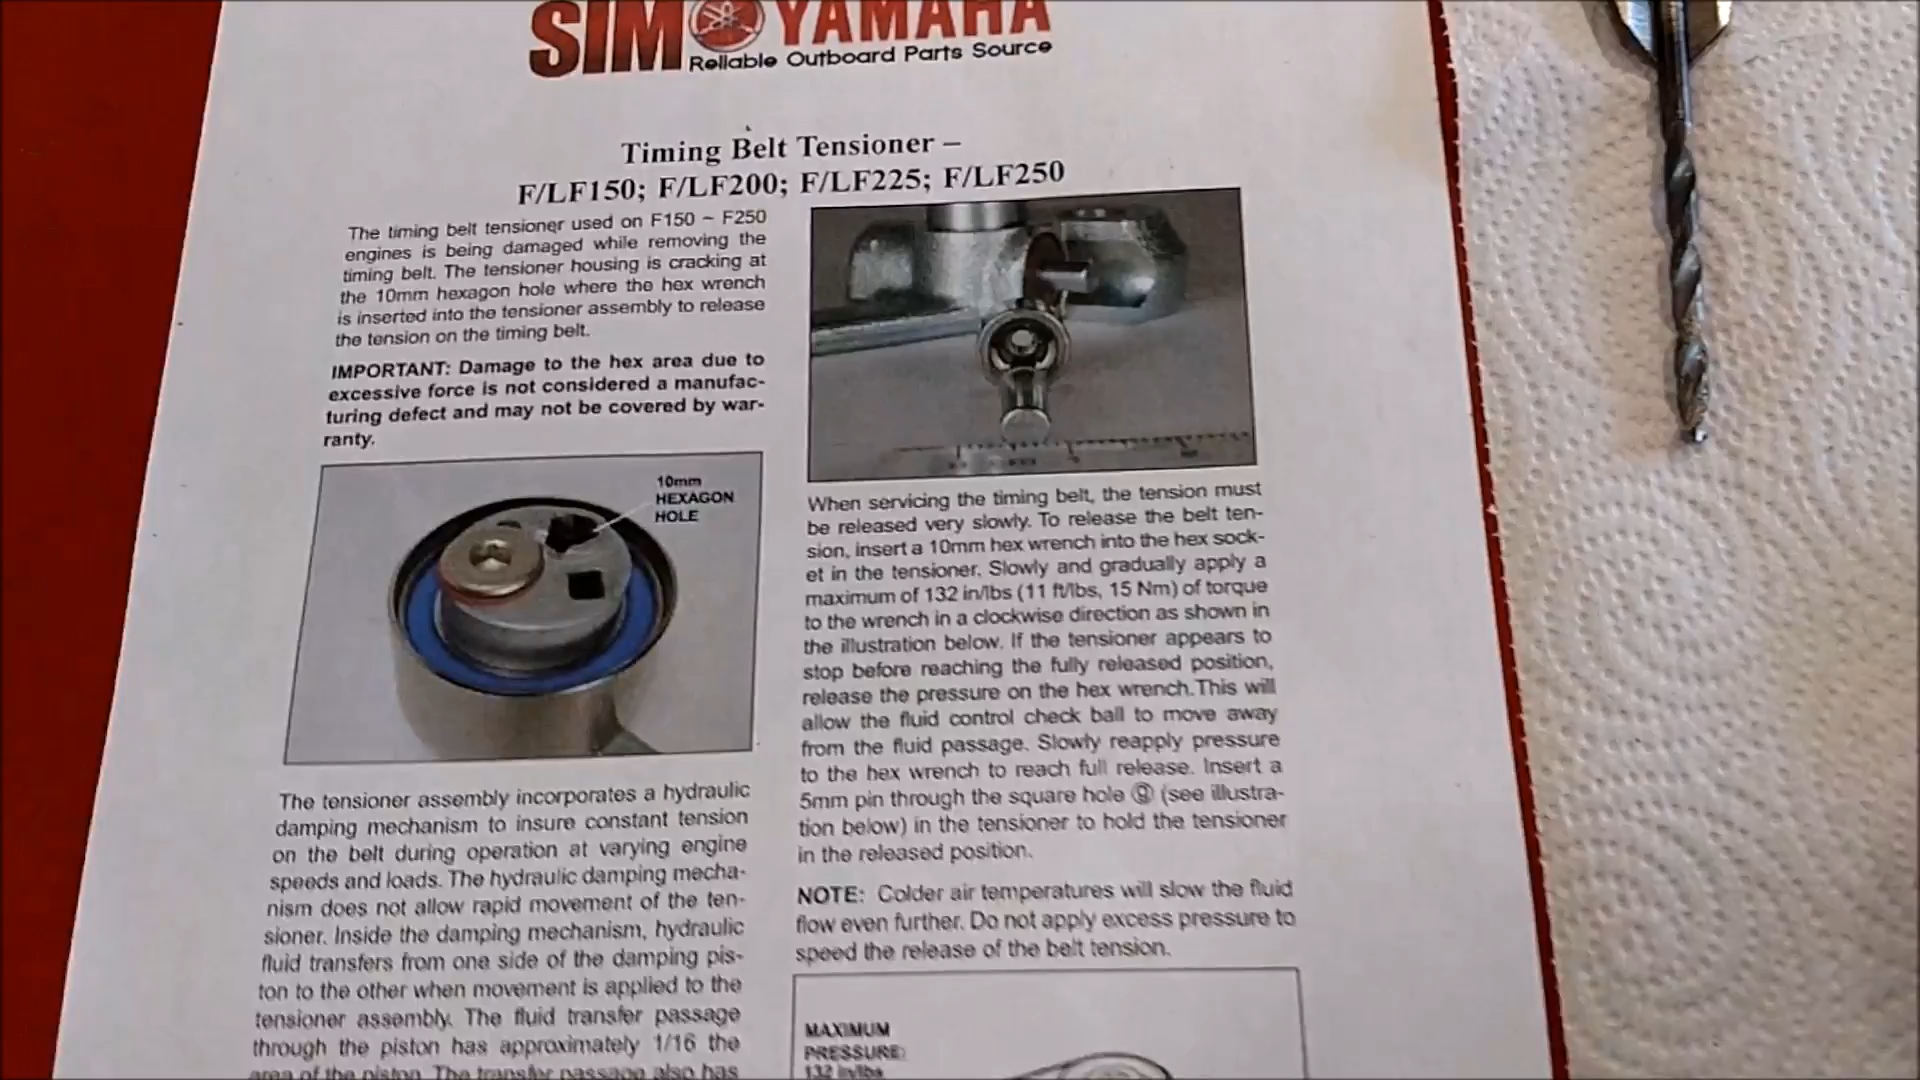 SIM YAMAHA
Reliable Outboard Parts Source
Timing Belt Tensioner –
F/LF150; F/LF200; F/LF225; F/LF250
The timing belt tensioner used on F150 ~ F250
engines is being damaged while removing the
timing belt. The tensioner housing is cracking at
the 10mm hexagon hole where the hex wrench
is inserted into the tensioner assembly to release
the tension on the timing belt.
IMPORTANT: Damage to the hex area due to
excessive force is not considered a manufac-
turing defect and may not be covered by war-
ranty.
10mm
HEXAGON
HOLE
The tensioner assembly incorporates a hydraulic
damping mechanism to insure constant tension
on the belt during operation at varying engine
speeds and loads. The hydraulic damping mecha-
nism does not allow rapid movement of the ten-
sioner. Inside the damping mechanism, hydraulic
fluid transfers from one side of the damping pis-
ton to the other when movement is applied to the
tensioner assembly. The fluid transfer passage
through the piston has approximately 1/16 the
area of the piston. The transfer passage also has
When servicing the timing belt, the tension must
be released very slowly. To release the belt ten-
sion, insert a 10mm hex wrench into the hex sock-
et in the tensioner. Slowly and gradually apply a
maximum of 132 in/lbs (11 ft/lbs, 15 Nm) of torque
to the wrench in a clockwise direction as shown in
the illustration below. If the tensioner appears to
stop before reaching the fully released position,
release the pressure on the hex wrench. This will
allow the fluid control check ball to move away
from the fluid passage. Slowly reapply pressure
to the hex wrench to reach full release. Insert a
5mm pin through the square hole ⓖ (see illustra-
tion below) in the tensioner to hold the tensioner
in the released position.
NOTE: Colder air temperatures will slow the fluid
flow even further. Do not apply excess pressure to
speed the release of the belt tension.
MAXIMUM
PRESSURE:
132 in/lbs